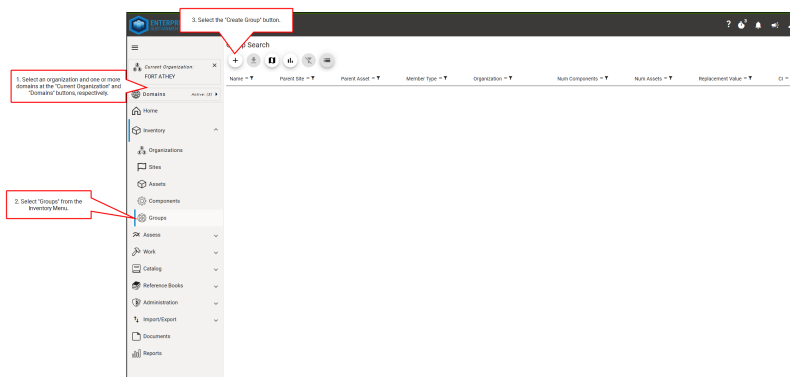 3. Select the "Create Group" button.
ENTERPR
? 3
Search
Current Organization:
FORT ATHEY
×
1. Select an organization and one or more
domains at the "Current Organization" and
"Domains" buttons, respectively.
Name Parent Site Parent Asset Member Type Organization Num Components Num Assets Replacement Value CI
Domains
Home
Inventory
Organizations
Sites
Assets
Components
2. Select "Groups" from the
Inventory Menu.
Groups
Assess
Work
Catalog
Reference Books
Administration
Import/Export
Documents
Reports